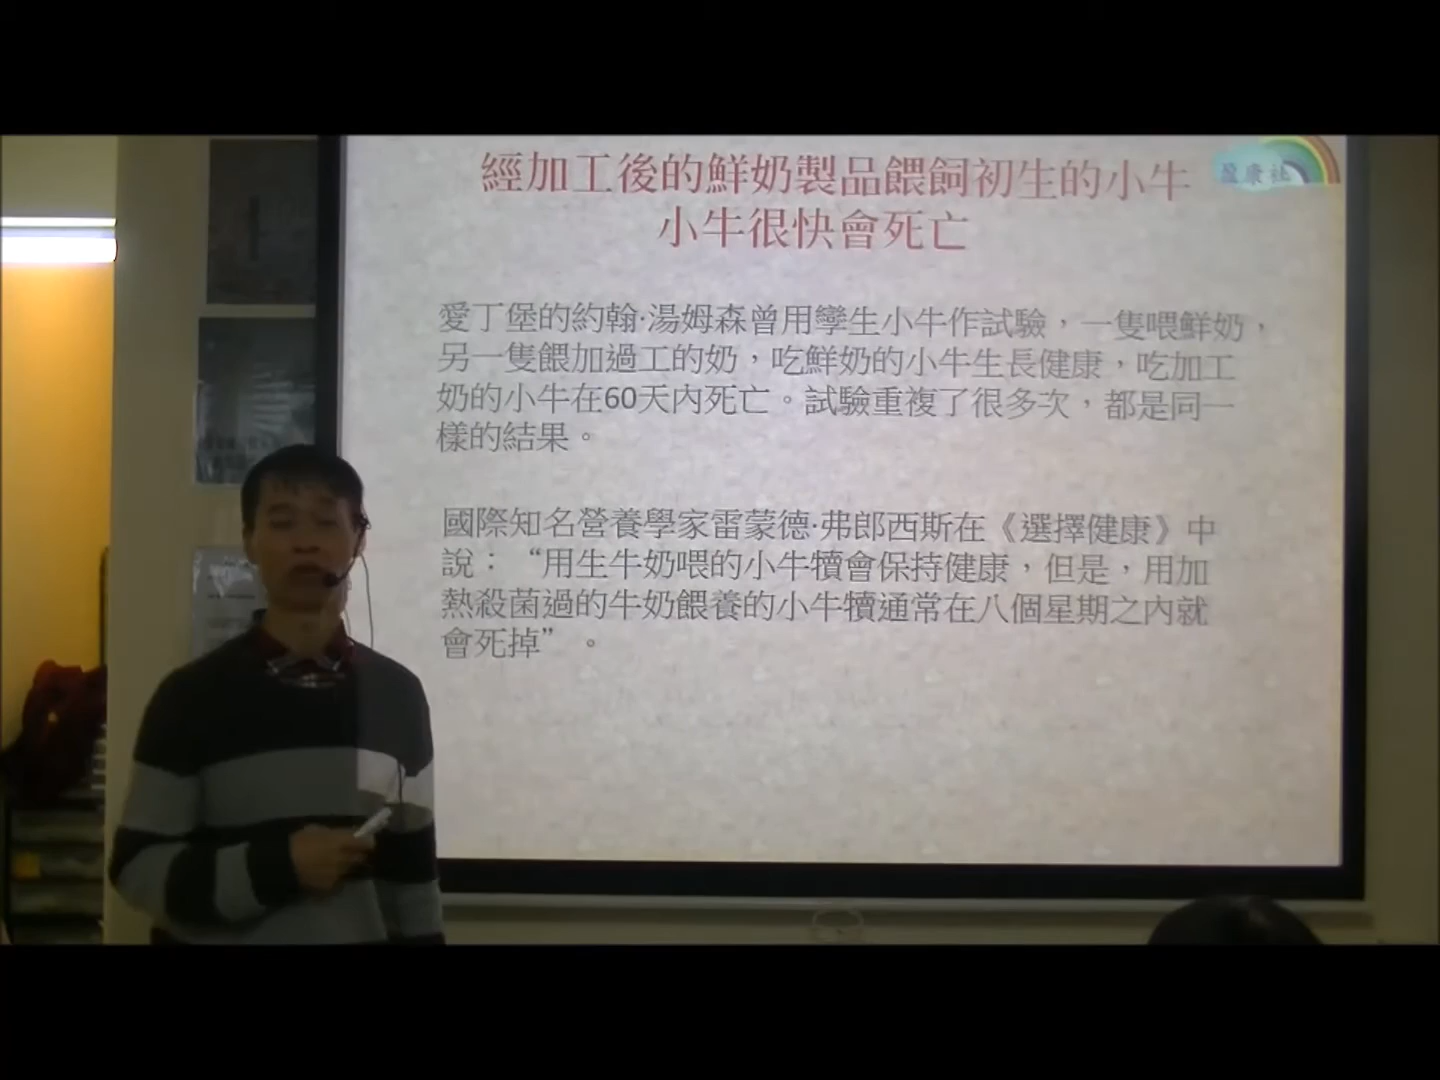 經加工後的鮮奶製品餵飼初生的小牛
小牛很快會死亡
盈康社
愛丁堡的約翰·湯姆森曾用孿生小牛作試驗，一隻喂鮮奶，
另一隻餵加過工的奶，吃鮮奶的小牛生長健康，吃加工
奶的小牛在60天內死亡。試驗重複了很多次，都是同一
樣的結果。
國際知名營養學家雷蒙德·弗郎西斯在《選擇健康》中
說：“用生牛奶喂的小牛犢會保持健康，但是，用加
熱殺菌過的牛奶餵養的小牛犢通常在八個星期之內就
會死掉”。